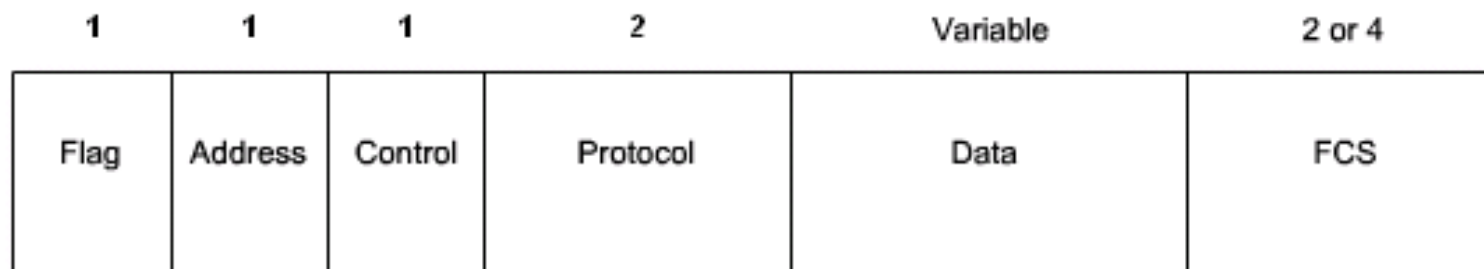 1 1 1 2 Variable 2 or 4
Flag Address Control Protocol Data FCS